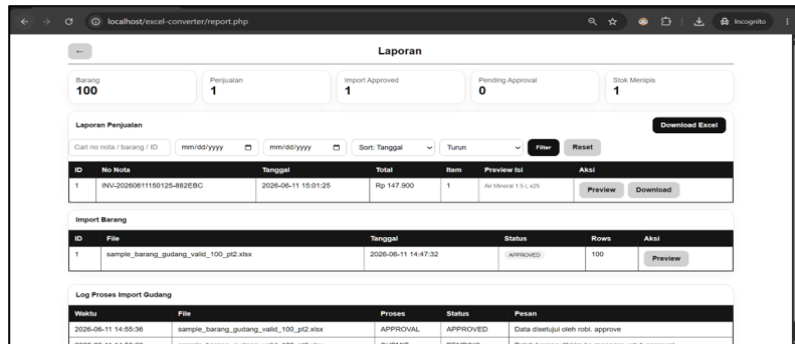 localhost/excel-converter/report.php
Incognito
Laporan
Barang
100
Penjualan
1
Import Approved
1
Pending Approval
0
Stok Menipis
1
Laporan Penjualan
Download Excel
Cari no nota / barang / ID
mm/dd/yyyy
mm/dd/yyyy
Sort: Tanggal
Turun
Filter
Reset
ID No Nota Tanggal Total Item Preview Isi Aksi
1 INV-20260611150125-882EBC 2026-06-11 15:01:25 Rp 147.900 1 Air Mineral 1.5 L x25 Preview Download
Import Barang
ID File Tanggal Status Rows Aksi
1 sample_barang_gudang_valid_100_pt2.xlsx 2026-06-11 14:47:32 APPROVED 100 Preview
Log Proses Import Gudang
Waktu File Proses Status Pesan
2026-06-11 14:55:36 sample_barang_gudang_valid_100_pt2.xlsx APPROVAL APPROVED Data disetujui oleh robi. approve